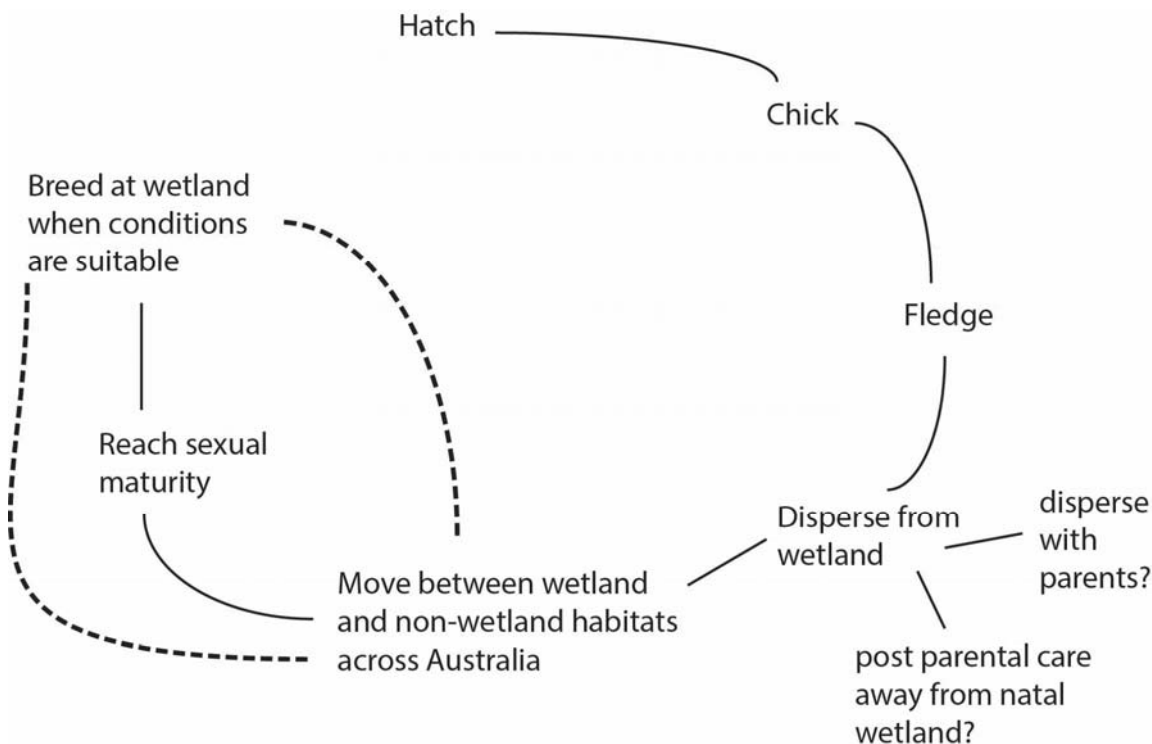 Hatch
Chick
Breed at wetland
when conditions
are suitable
Fledge
Reach sexual
maturity
Disperse from
wetland
disperse
with
parents?
Move between wetland
and non-wetland habitats
across Australia
post parental care
away from natal
wetland?